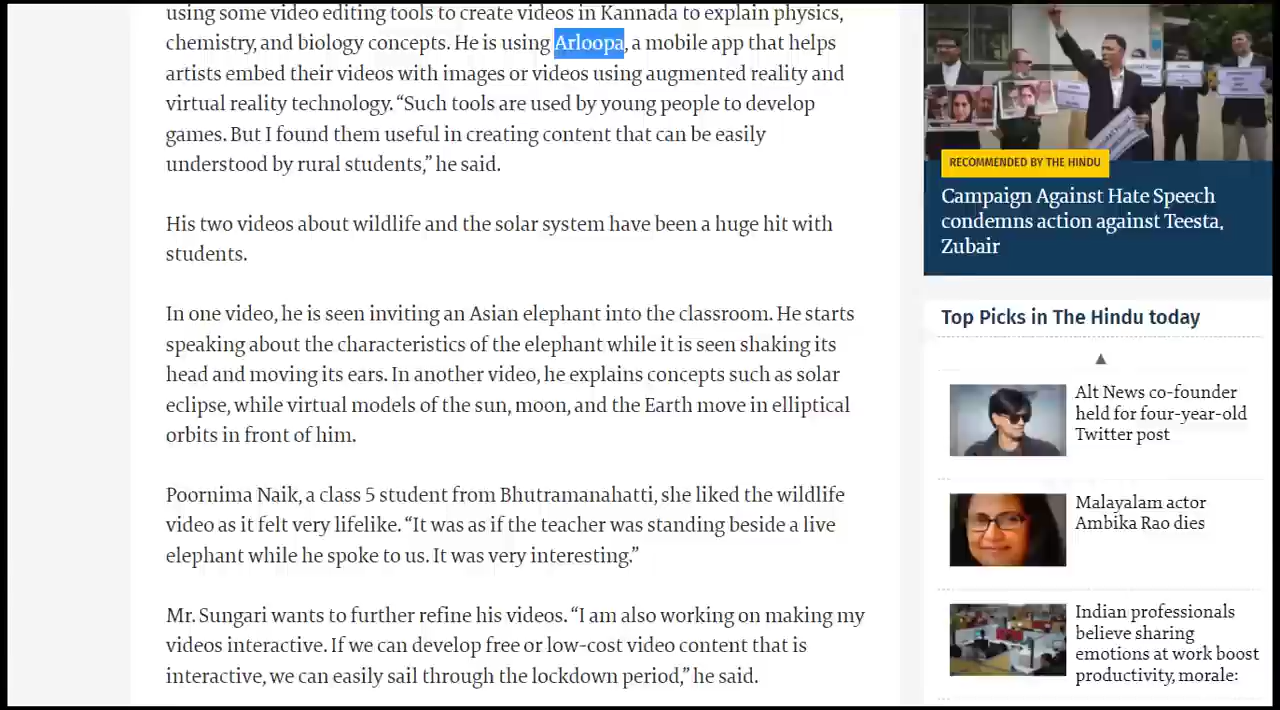 using some video editing tools to create videos in Kannada to explain physics,
chemistry, and biology concepts. He is using Arloopa, a mobile app that helps
artists embed their videos with images or videos using augmented reality and
virtual reality technology. “Such tools are used by young people to develop
games. But I found them useful in creating content that can be easily
understood by rural students,” he said.
His two videos about wildlife and the solar system have been a huge hit with
students.
In one video, he is seen inviting an Asian elephant into the classroom. He starts
speaking about the characteristics of the elephant while it is seen shaking its
head and moving its ears. In another video, he explains concepts such as solar
eclipse, while virtual models of the sun, moon, and the Earth move in elliptical
orbits in front of him.
Poornima Naik, a class 5 student from Bhutramanahatti, she liked the wildlife
video as it felt very lifelike. “It was as if the teacher was standing beside a live
elephant while he spoke to us. It was very interesting.”
Mr. Sungari wants to further refine his videos. “I am also working on making my
videos interactive. If we can develop free or low-cost video content that is
interactive, we can easily sail through the lockdown period,” he said.
RECOMMENDED BY THE HINDU
Campaign Against Hate Speech
condemns action against Teesta,
Zubair
Top Picks in The Hindu today
Alt News co-founder
held for four-year-old
Twitter post
Malayalam actor
Ambika Rao dies
Indian professionals
believe sharing
emotions at work boost
productivity, morale: